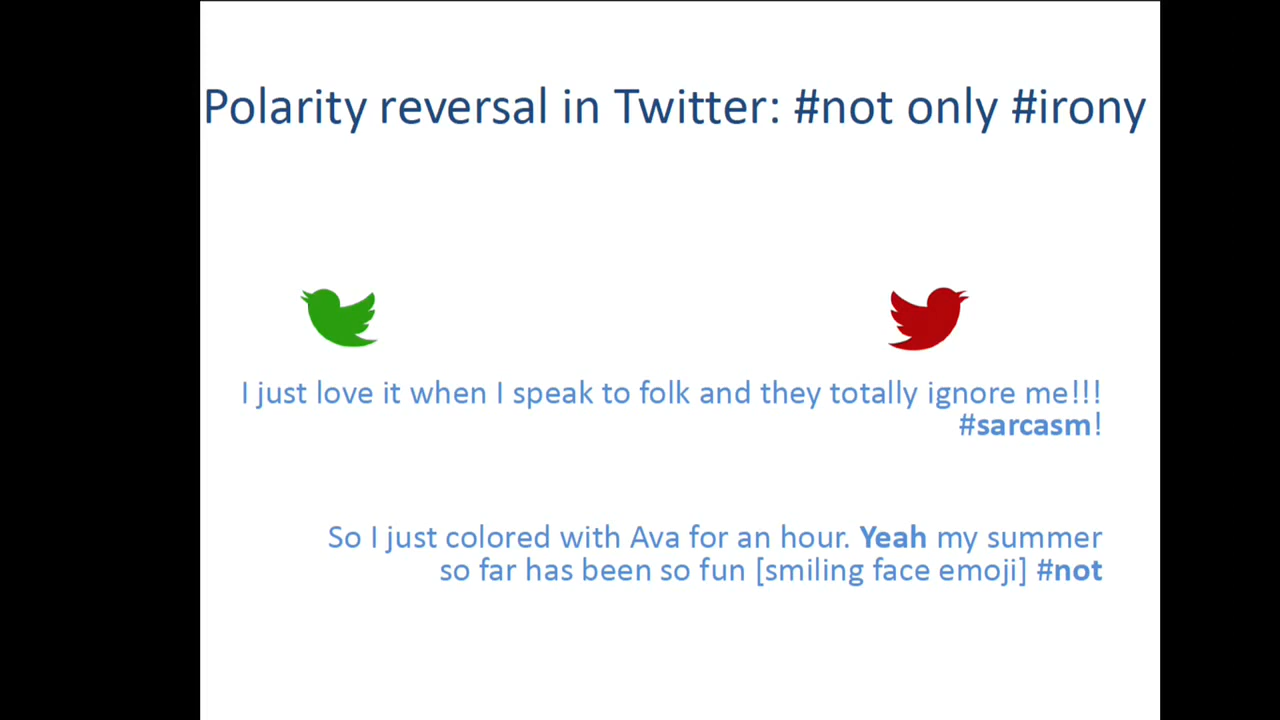 Polarity reversal in Twitter: #not only #irony
I just love it when I speak to folk and they totally ignore me!!!
#sarcasm!
So I just colored with Ava for an hour. Yeah my summer
so far has been so fun [smiling face emoji] #not